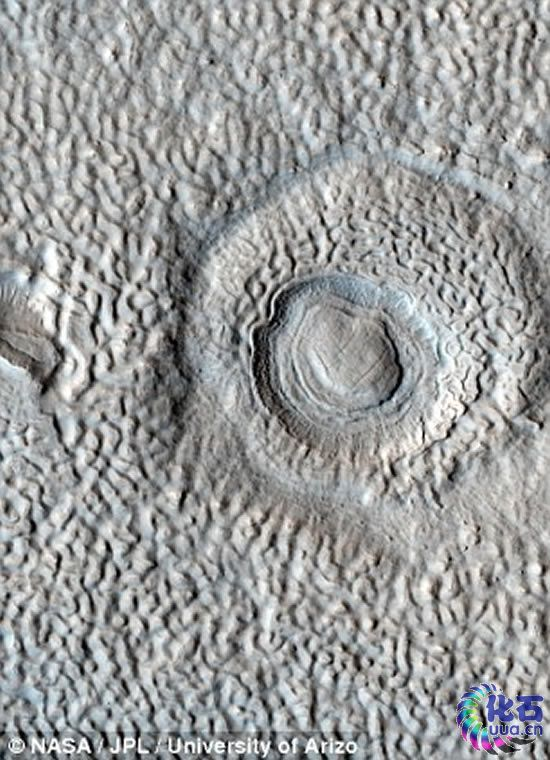 化石
uua.cn
© NASA / JPL / University of Arizo